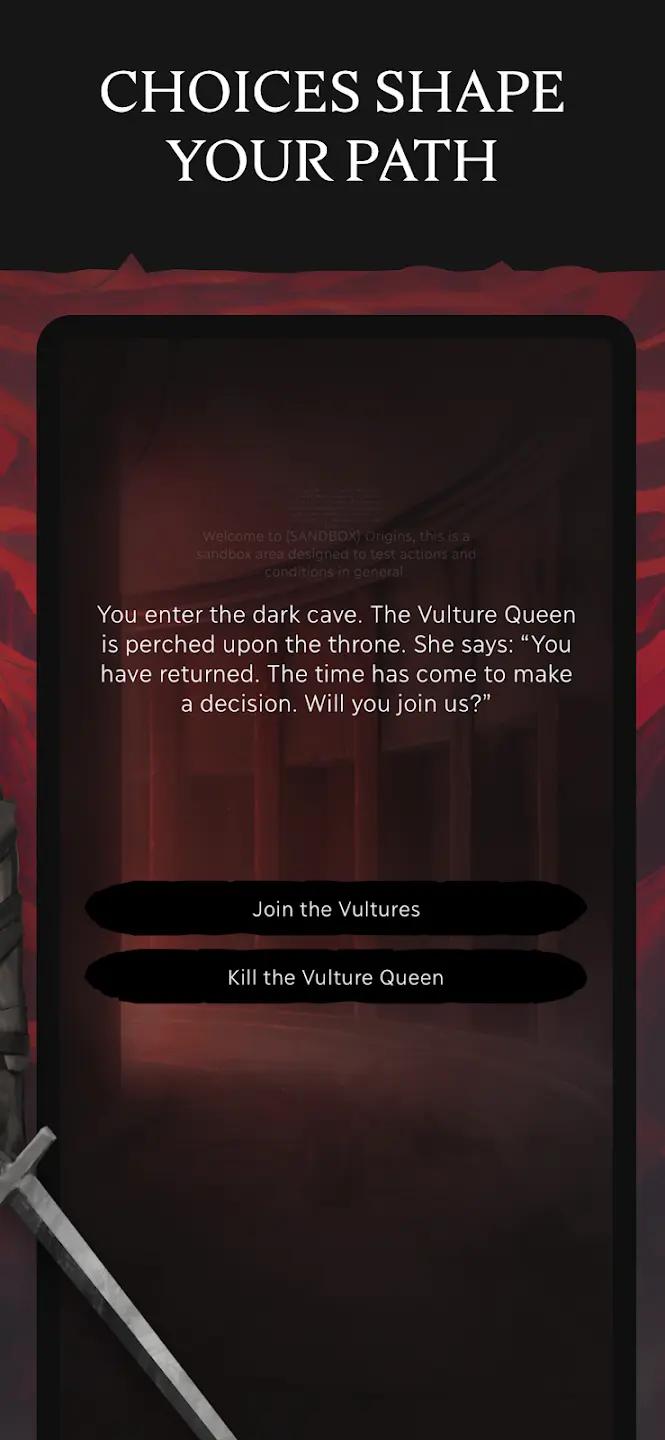 CHOICES SHAPE
YOUR PATH
Welcome to (SANDBOX) Origins, this is a
sandbox area designed to test actions and
conditions in general
You enter the dark cave. The Vulture Queen
is perched upon the throne. She says: “You
have returned. The time has come to make
a decision. Will you join us?”
Join the Vultures
Kill the Vulture Queen